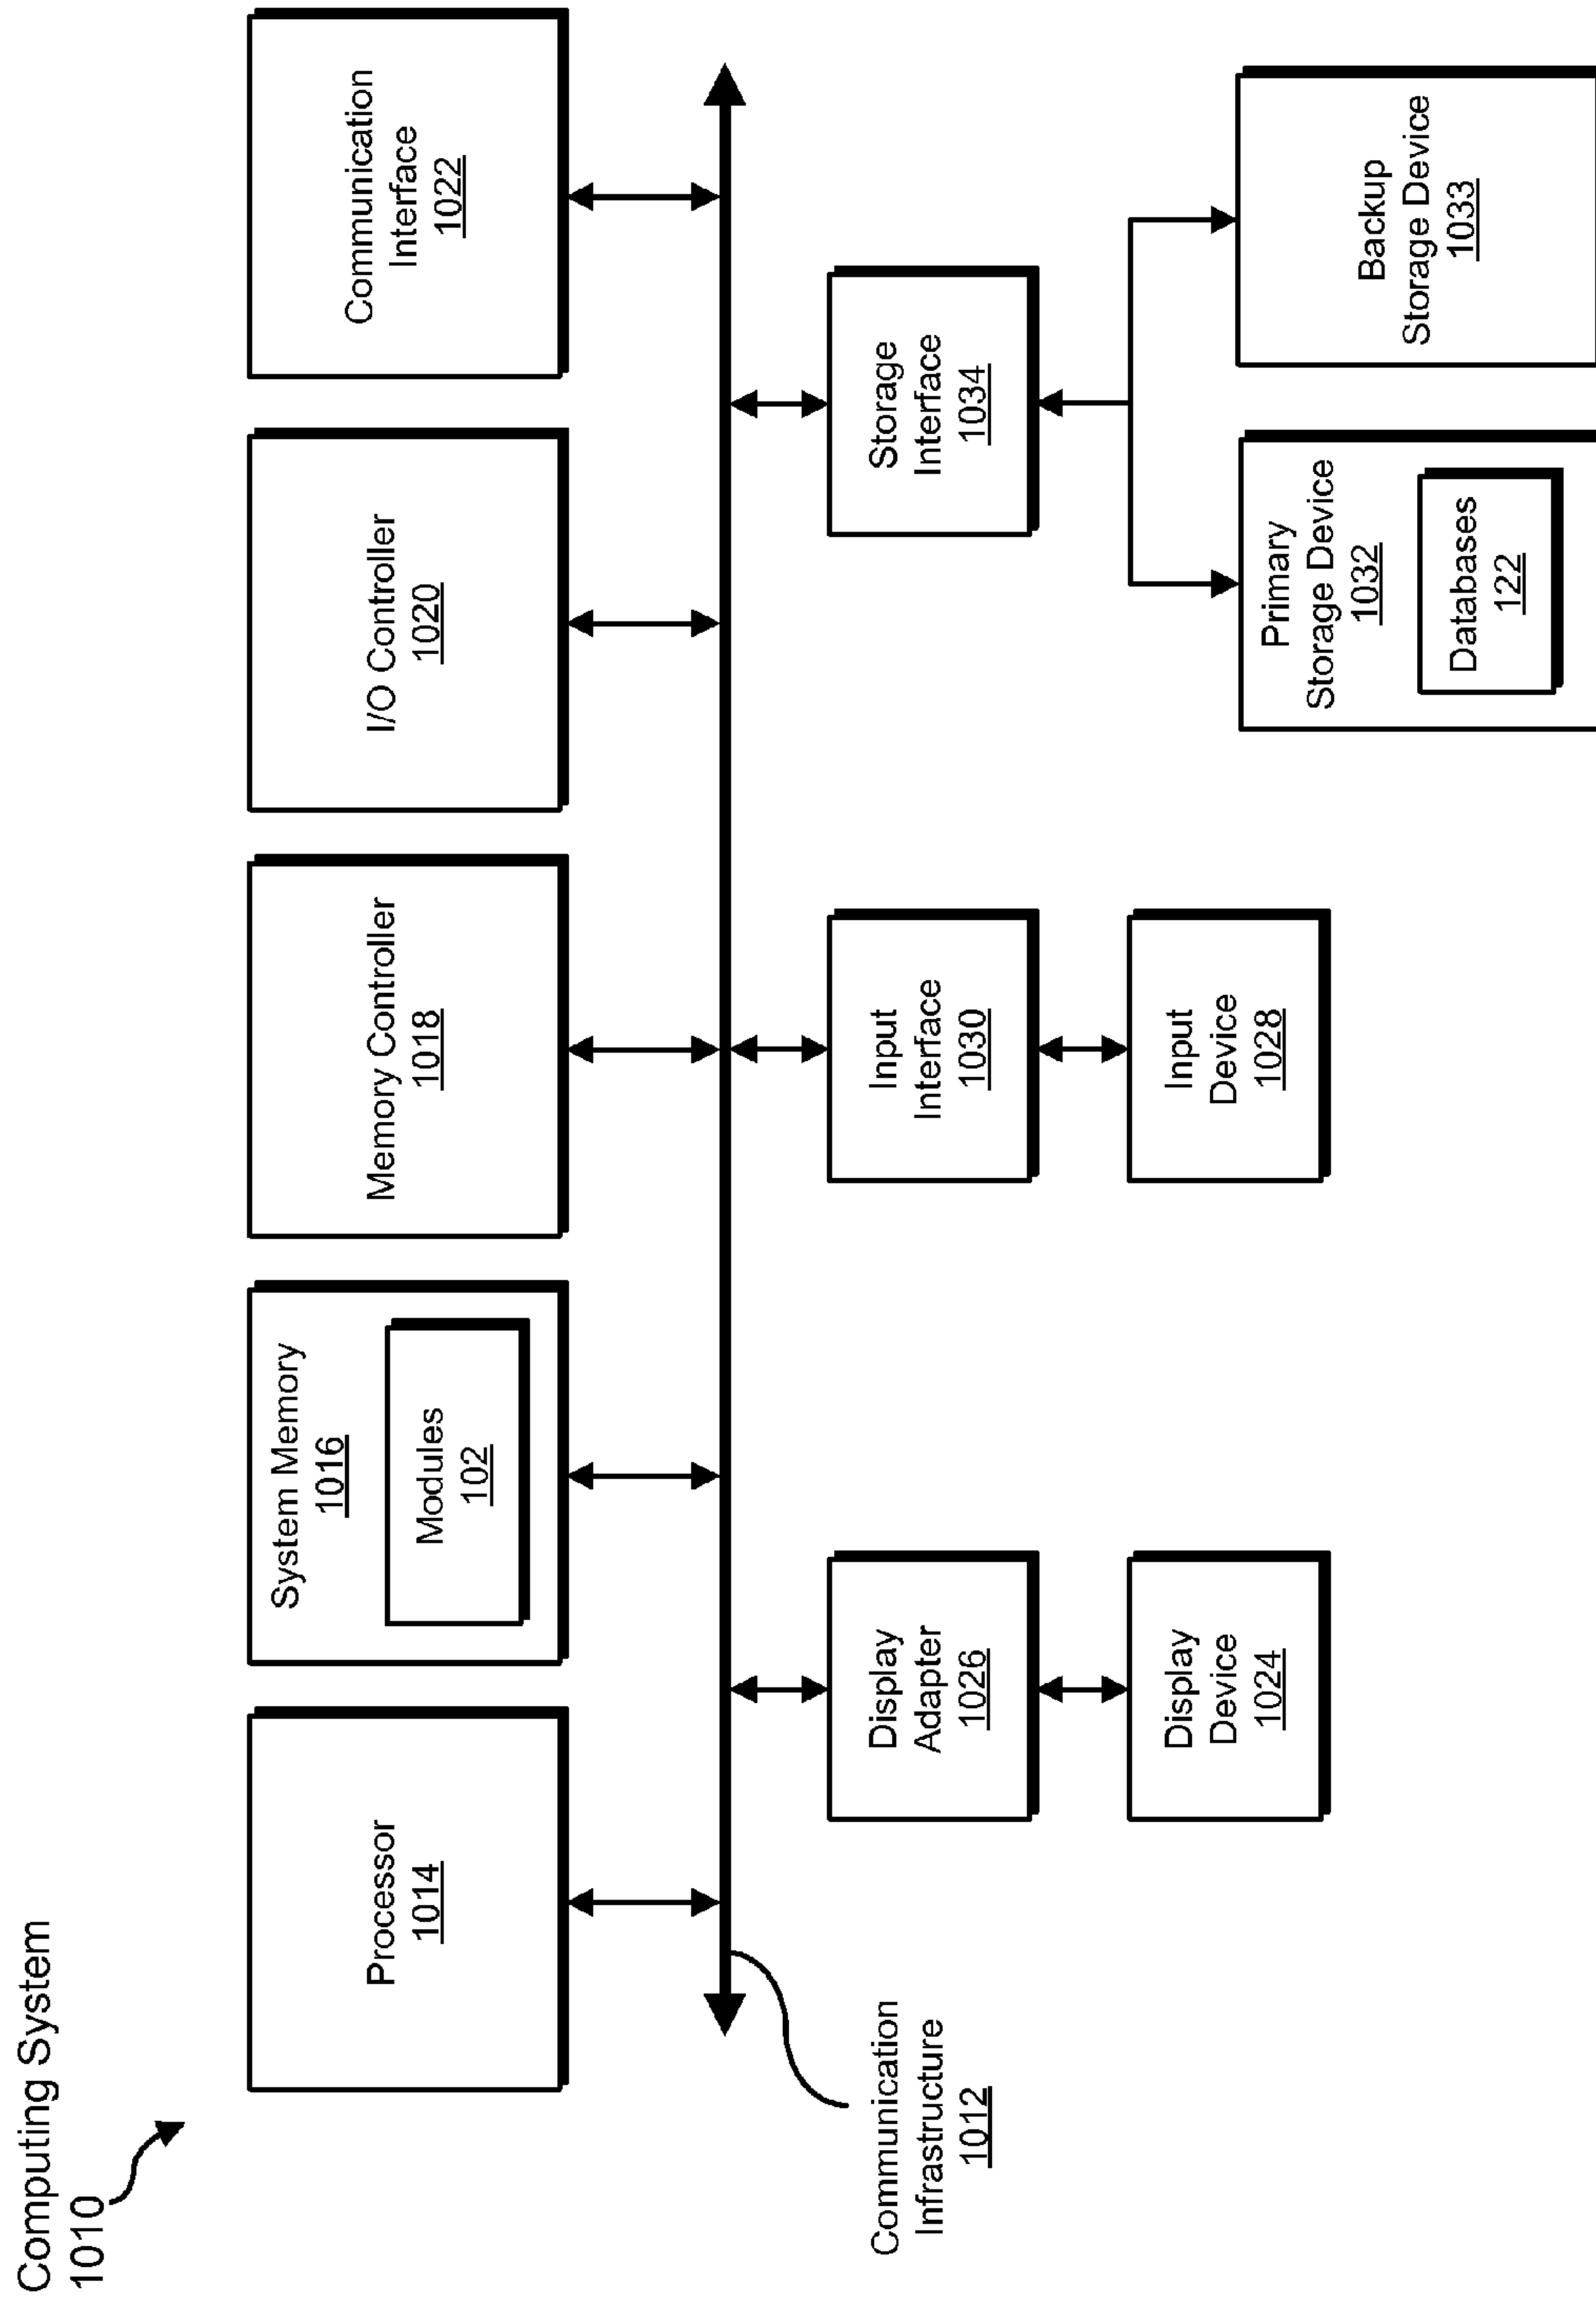 Computing System
1010
Processor
1014
System Memory
1016
Modules
102
Memory Controller
1018
I/O Controller
1020
Communication
Interface
1022
Communication
Infrastructure
1012
Display
Adapter
1026
Input
Interface
1030
Storage
Interface
1034
Display
Device
1024
Input
Device
1028
Primary
Storage Device
1032
Databases
122
Backup
Storage Device
1033